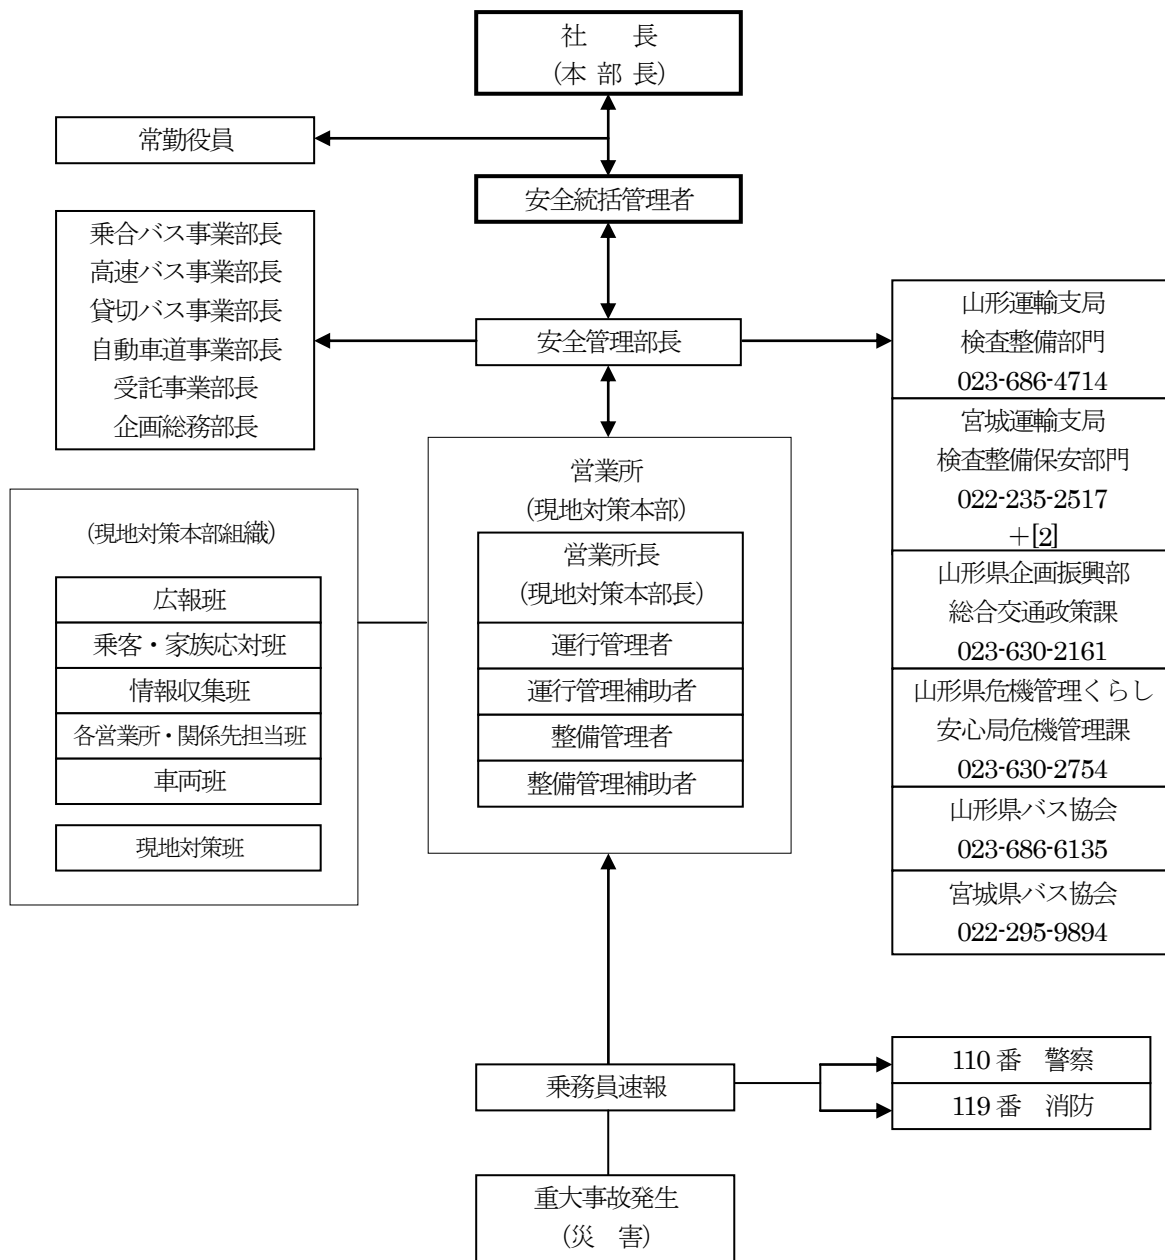 社　　長
(本 部 長)
常勤役員
安全統括管理者
乗合バス事業部長
高速バス事業部長
貸切バス事業部長
自動車道事業部長
受託事業部長
企画総務部長
安全管理部長
山形運輸支局
検査整備部門
023-686-4714
宮城運輸支局
検査整備保安部門
022-235-2517
＋[2]
山形県企画振興部
総合交通政策課
023-630-2161
山形県危機管理くらし
安心局危機管理課
023-630-2754
山形県バス協会
023-686-6135
宮城県バス協会
022-295-9894
営業所
(現地対策本部)
営業所長
(現地対策本部長)
運行管理者
運行管理補助者
整備管理者
整備管理補助者
(現地対策本部組織)
広報班
乗客・家族応対班
情報収集班
各営業所・関係先担当班
車両班
現地対策班
乗務員速報
110 番　警察
119 番　消防
重大事故発生
(災　害)